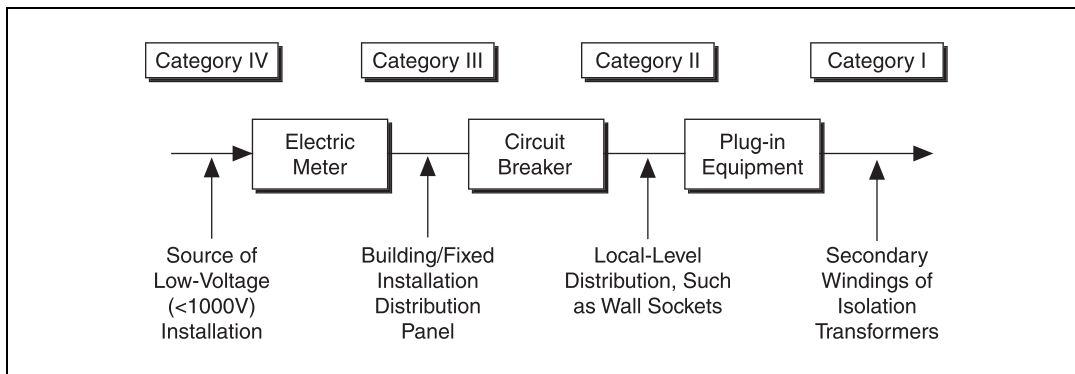 Category IV
Category III
Category II
Category I
Electric
Meter
Circuit
Breaker
Plug-in
Equipment
Source of
Low-Voltage
(<1000V)
Installation
Building/Fixed
Installation
Distribution
Panel
Local-Level
Distribution, Such
as Wall Sockets
Secondary
Windings of
Isolation
Transformers